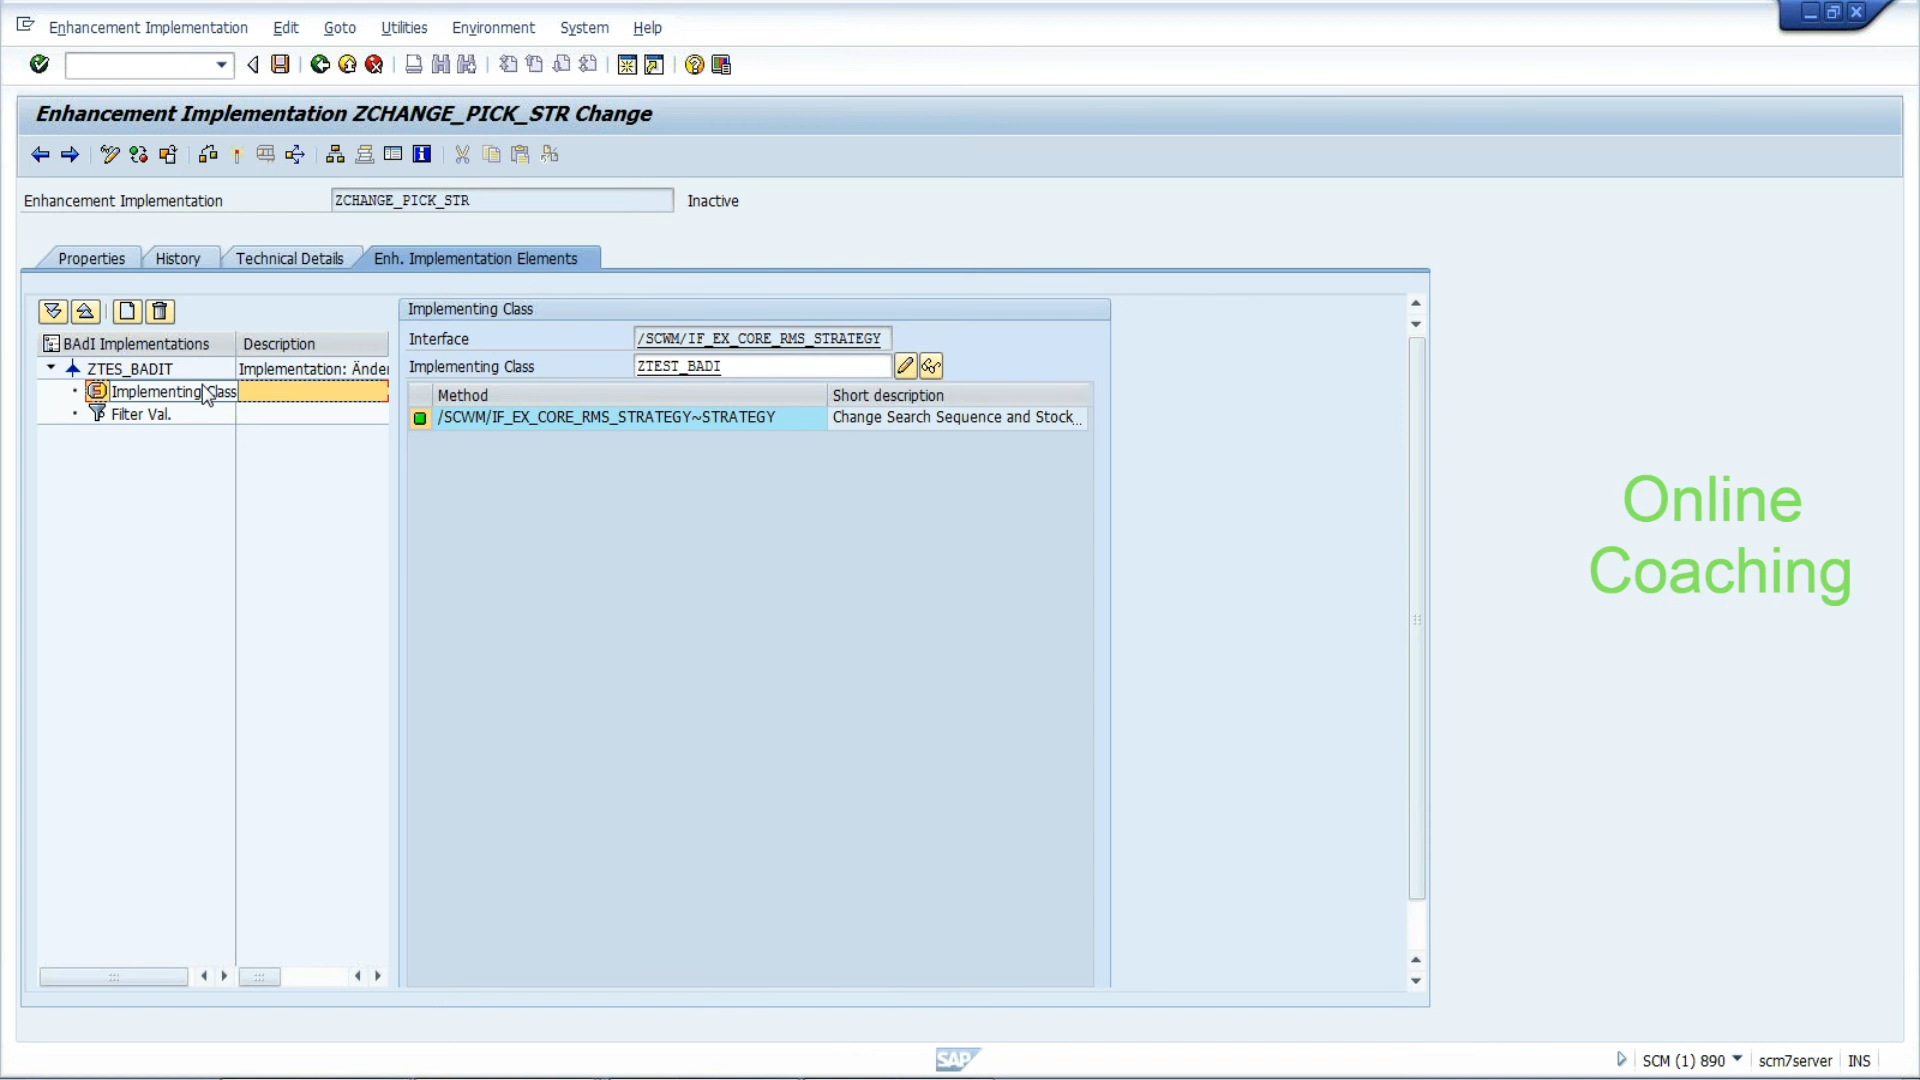 Enhancement Implementation Edit Goto Utilities Environment System Help
Enhancement Implementation ZCHANGE_PICK_STR Change
Enhancement Implementation ZCHANGE_PICK_STR Inactive
Properties History Technical Details Enh. Implementation Elements
Implementing Class
Interface /SCWM/IF_EX_CORE_RMS_STRATEGY
BAdI Implementations Description
Implementing Class ZTEST_BADI
ZTES_BADIT Implementation: Änder
Method Short description
Implementing Class
/SCWM/IF_EX_CORE_RMS_STRATEGY~STRATEGY Change Search Sequence and Stock...
Filter Val.
Online
Coaching
SAP
SCM (1) 890 scm7server INS